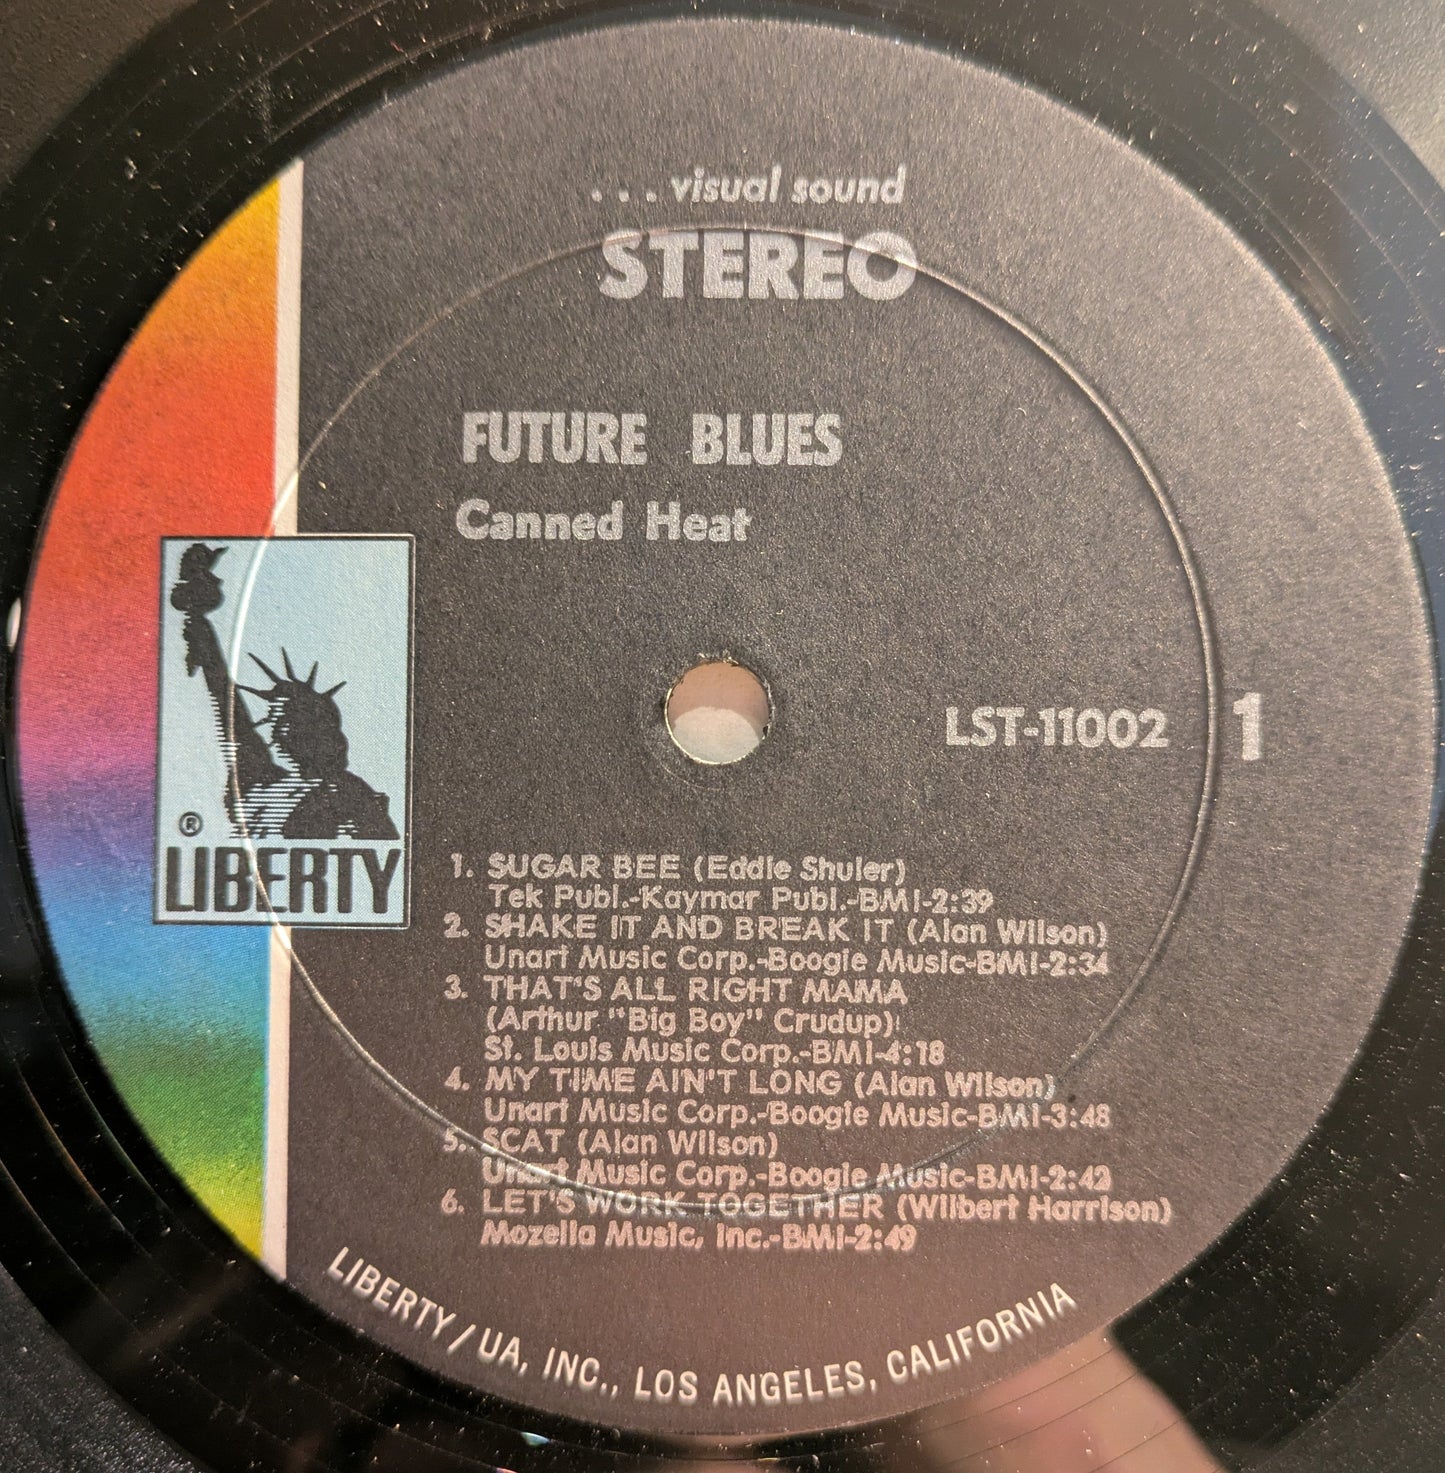 . . . visual sound
STEREO
FUTURE BLUES
Canned Heat
LST-11002 1
®
LIBERTY
1. SUGAR BEE (Eddie Shuler)
Tek Publ.-Kaymar Publ.-BMI-2:39
2. SHAKE IT AND BREAK IT (Alan Wilson)
Unart Music Corp.-Boogie Music-BMI-2:34
3. THAT'S ALL RIGHT MAMA
(Arthur "Big Boy" Crudup)
St. Louis Music Corp.-BMI-4:18
4. MY TIME AIN'T LONG (Alan Wilson)
Unart Music Corp.-Boogie Music-BMI-3:48
5. SCAT (Alan Wilson)
Unart Music Corp.-Boogie Music-BMI-2:42
6. LET'S WORK TOGETHER (Wilbert Harrison)
Mozella Music, Inc.-BMI-2:49
LIBERTY / UA, INC., LOS ANGELES, CALIFORNIA